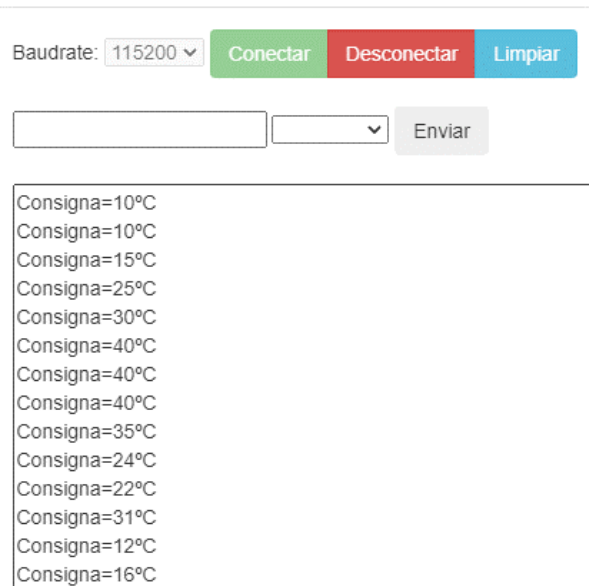 Baudrate: 115200 Conectar Desconectar Limpiar
Enviar
Consigna=10ºC
Consigna=10ºC
Consigna=15ºC
Consigna=25ºC
Consigna=30ºC
Consigna=40ºC
Consigna=40ºC
Consigna=40ºC
Consigna=35ºC
Consigna=24ºC
Consigna=22ºC
Consigna=31ºC
Consigna=12ºC
Consigna=16ºC